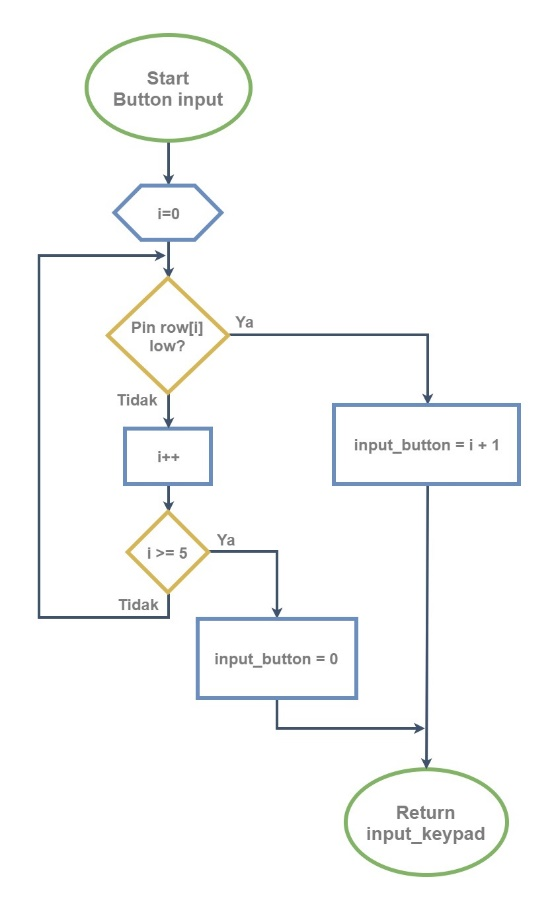 Start
Button input
i=0
Pin row[i]
low?
Ya
Tidak
i++
input_button = i + 1
i >= 5
Ya
Tidak
input_button = 0
Return
input_keypad